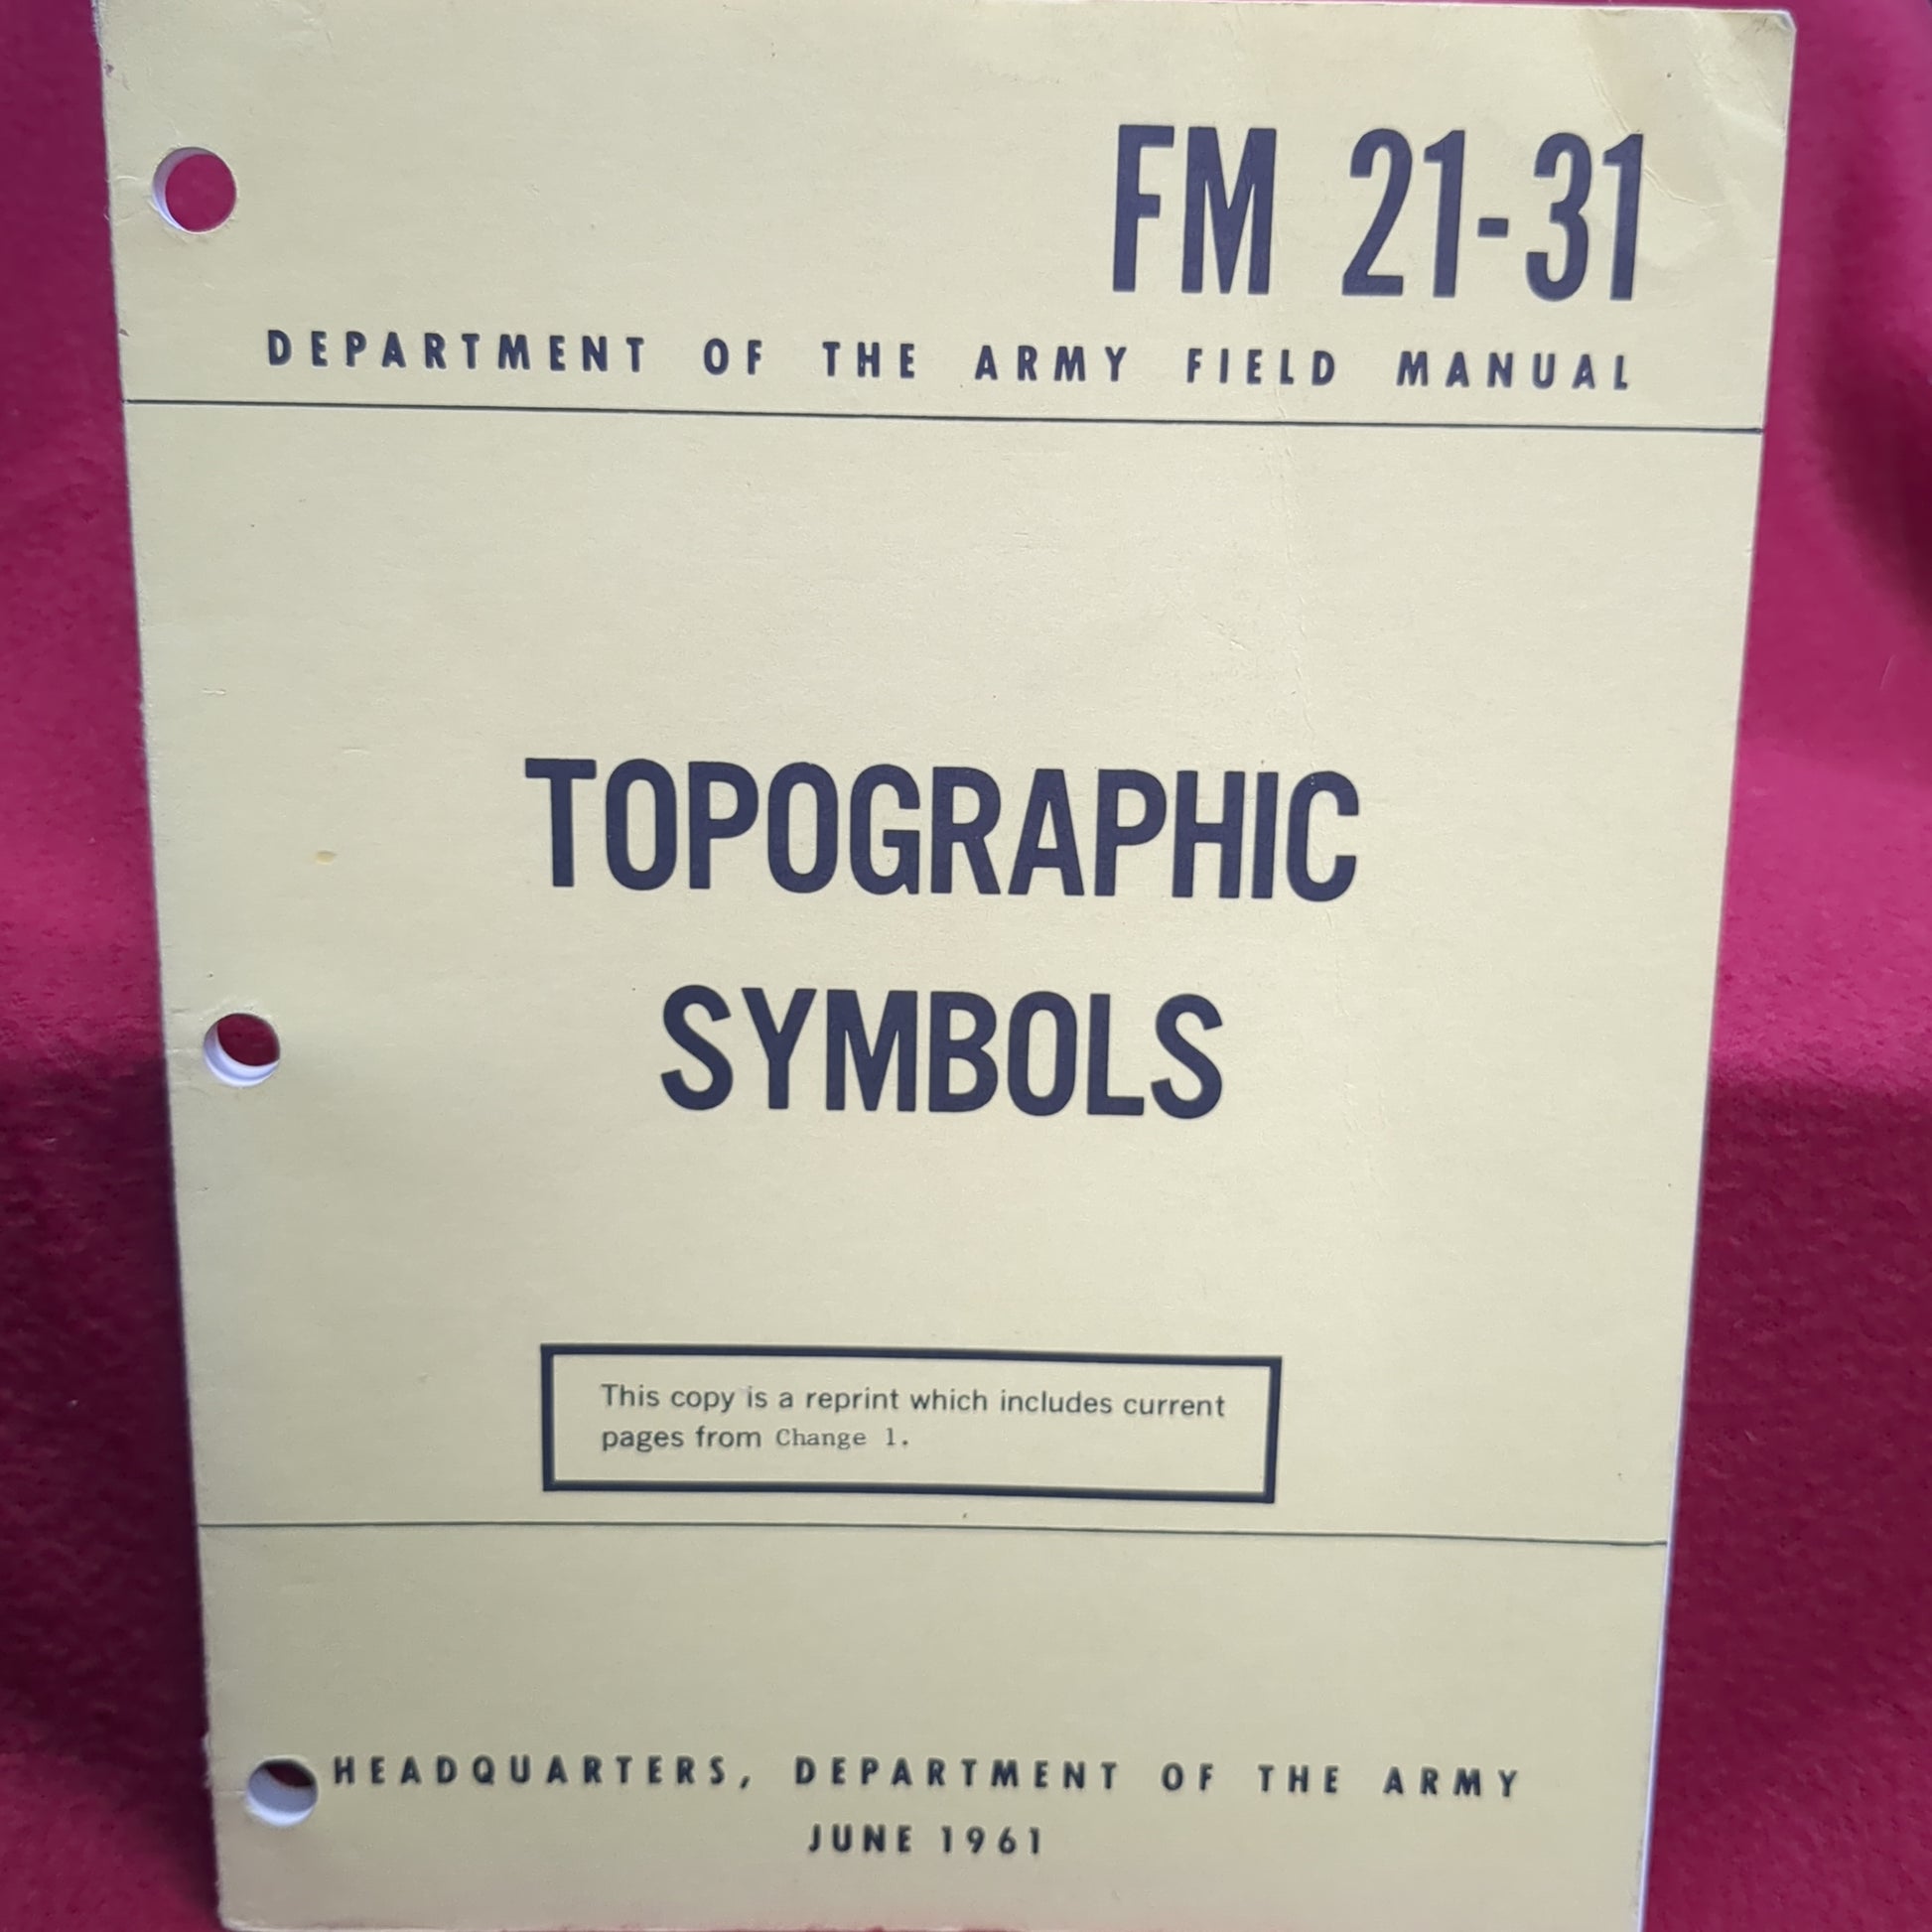 FM 21-31
DEPARTMENT OF THE ARMY FIELD MANUAL
TOPOGRAPHIC
SYMBOLS
This copy is a reprint which includes current
pages from Change 1.
HEADQUARTERS, DEPARTMENT OF THE ARMY
JUNE 1961